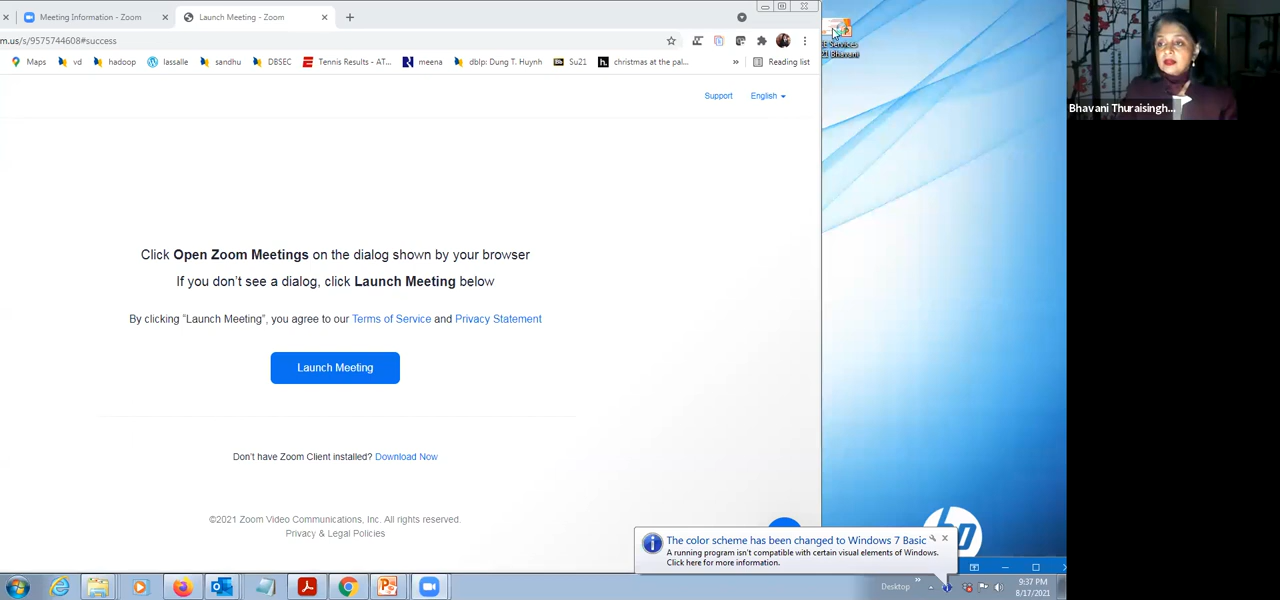 Meeting Information - Zoom
Launch Meeting - Zoom
m.us/s/9575744608#success
Maps
vd
hadoop
lassalle
sandhu
DBSEC
Tennis Results - AT...
meena
dblp: Dung T. Huynh
Su21
christmas at the pal...
»
Reading list
Support
English
Click Open Zoom Meetings on the dialog shown by your browser
If you don't see a dialog, click Launch Meeting below
By clicking "Launch Meeting", you agree to our Terms of Service and Privacy Statement
Launch Meeting
Don't have Zoom Client installed? Download Now
©2021 Zoom Video Communications, Inc. All rights reserved.
Privacy & Legal Policies
The color scheme has been changed to Windows 7 Basic
A running program isn't compatible with certain visual elements of Windows.
Click here for more information.
hp
Desktop
»
9:37 PM
8/17/2021
Services
21 Bhavani
Bhavani Thuraisingh...